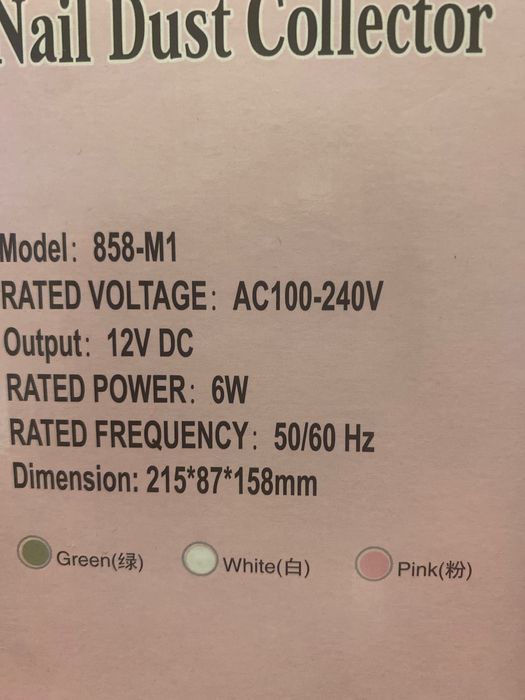 Nail Dust Collector
Model: 858-M1
RATED VOLTAGE: AC100-240V
Output: 12V DC
RATED POWER: 6W
RATED FREQUENCY: 50/60 Hz
Dimension: 215*87*158mm
Green(绿) White(白) Pink(粉)